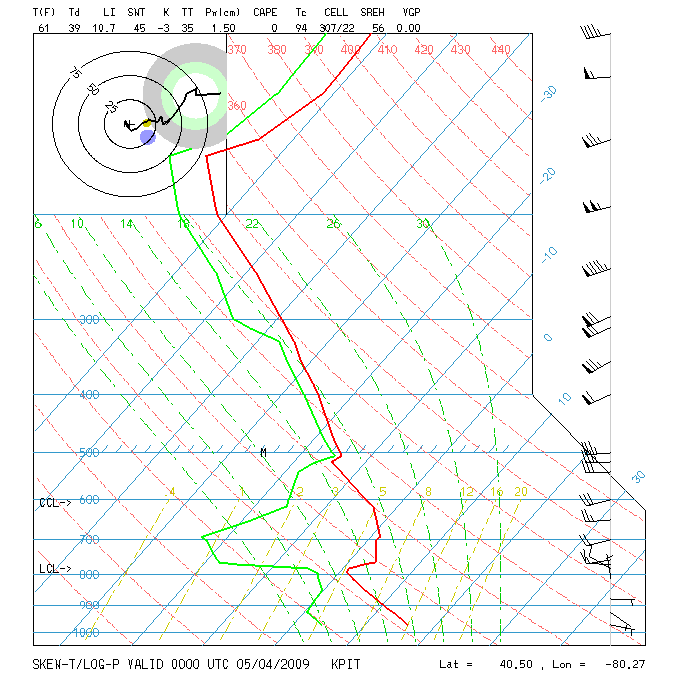 T(F) Td LI SWT K TT Pw(cm) CAPE Tc CELL SREH VGP
61 39 10.7 45 -3 35 1.50 0 94 307/22 56 0.00
370 380 390 400 410 420 430 440
75
50
25
360
-30
-20
6 10 14 18 22 26 30
-10
300
0
400
10
500
M
30
4 1 2 3 5 8 12 16 20
600
CCL->
700
LCL->
800
900
1000
SKEW-T/LOG-P VALID 0000 UTC 05/04/2009 KPIT Lat = 40.50 , Lon = -80.27